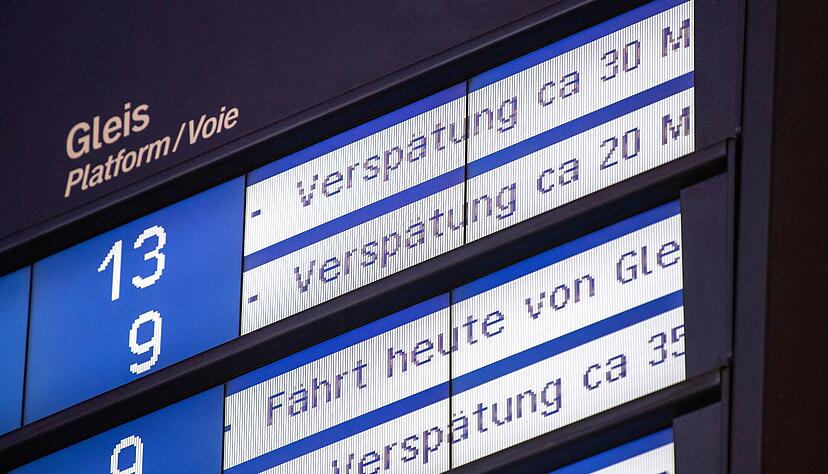 Gleis
Platform/Voie
13 - Verspätung ca 30 M
9 - Verspätung ca 20 M
- Fährt heute von Gle
9 Verspätung ca 35